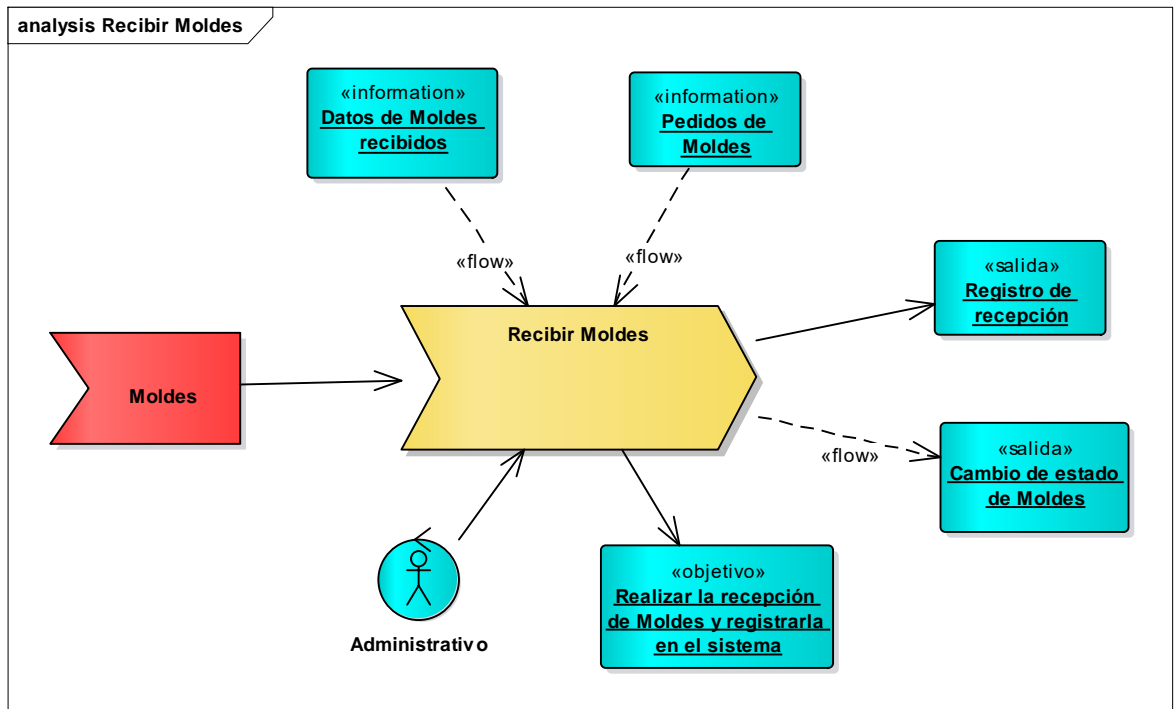 analysis Recibir Moldes
«information»
Datos de Moldes
recibidos
«information»
Pedidos de
Moldes
«flow»
«flow»
«salida»
Registro de
recepción
Recibir Moldes
Moldes
«flow»
«salida»
Cambio de estado
de Moldes
Administrativo
«objetivo»
Realizar la recepción
de Moldes y registrarla
en el sistema